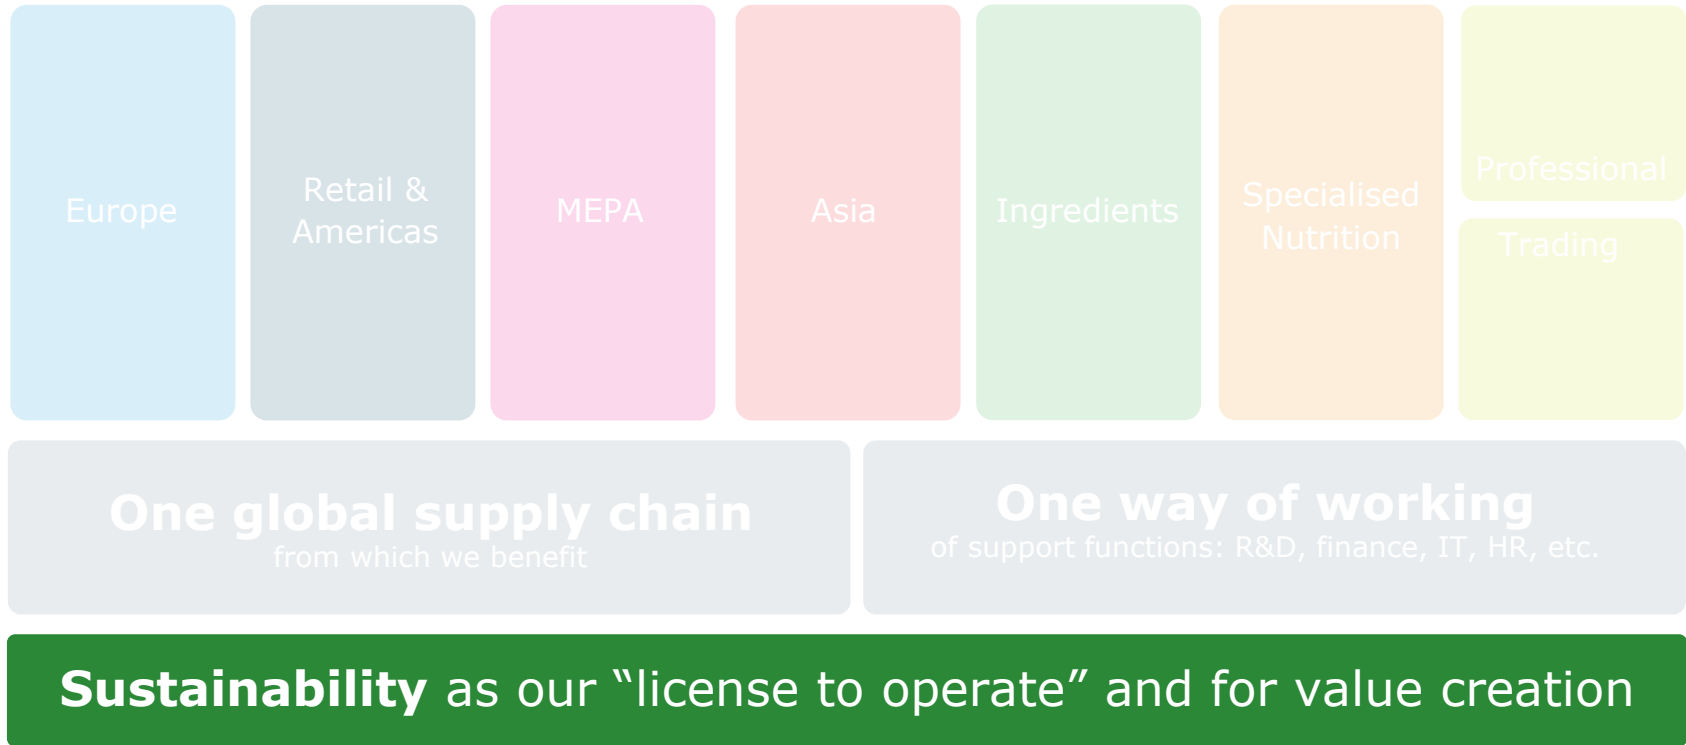 Europe
Retail &
Americas
MEPA
Asia
Ingredients
Specialised
Nutrition
Professional
Trading
One global supply chain
from which we benefit
One way of working
of support functions: R&D, finance, IT, HR, etc.
Sustainability as our “license to operate” and for value creation